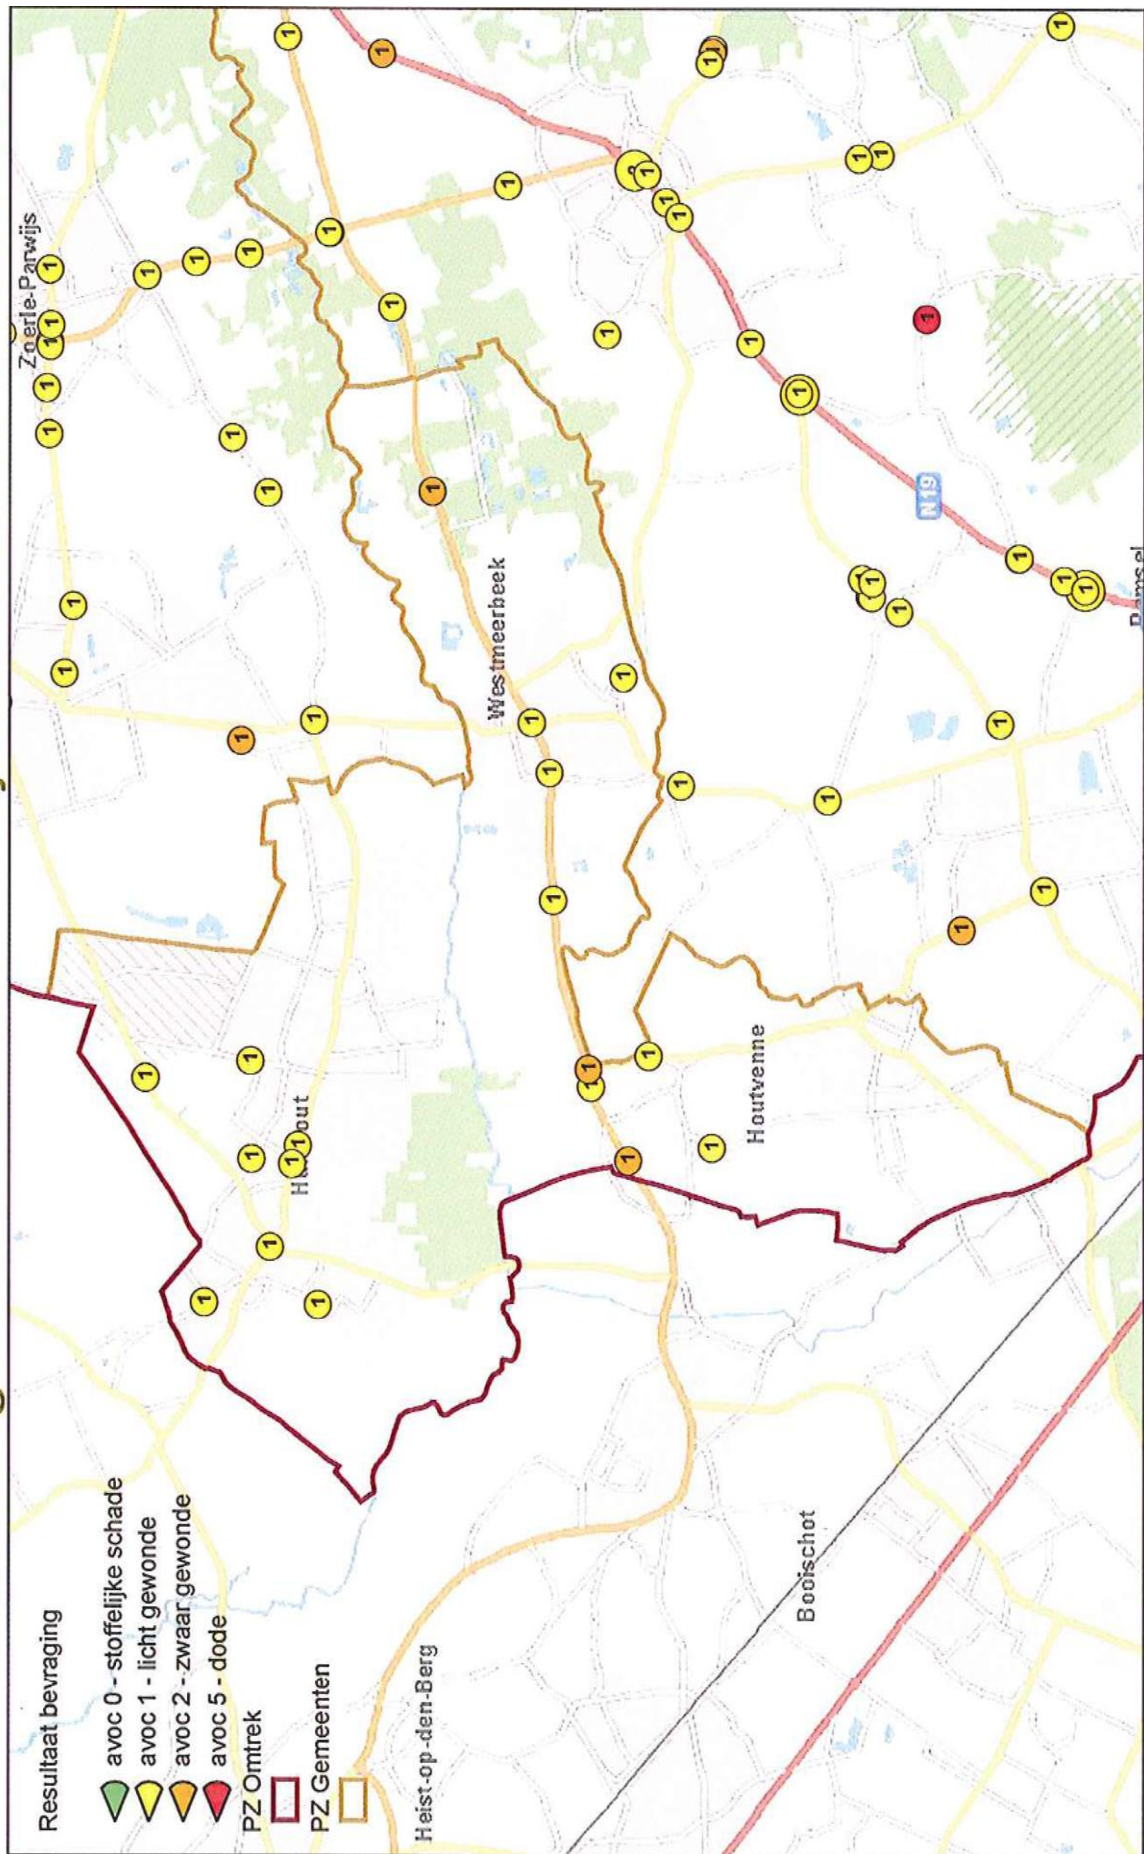 Resultaat bevraging
avoc 0 - stoffelijke schade
avoc 1 - licht gewonde
avoc 2 - zwaar gewonde
avoc 5 - dode
PZ Omtrek
PZ Gemeenten
Heist-op-den-Berg
Booischot
Houtvenne
Westmeerbeek
Zoerle-Parwijs
N19